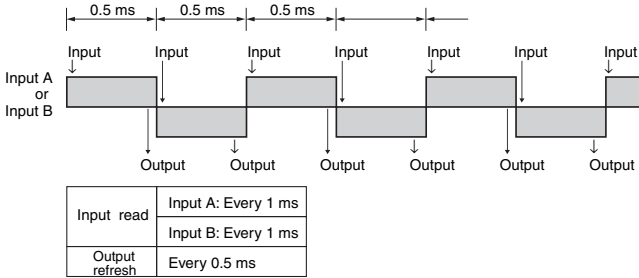 0.5 ms 0.5 ms 0.5 ms
Input Input Input Input Input Input Input
Input A
or
Input B
Output Output Output Output Output Output
Input read Input A: Every 1 ms
Input B: Every 1 ms
Output
refresh Every 0.5 ms